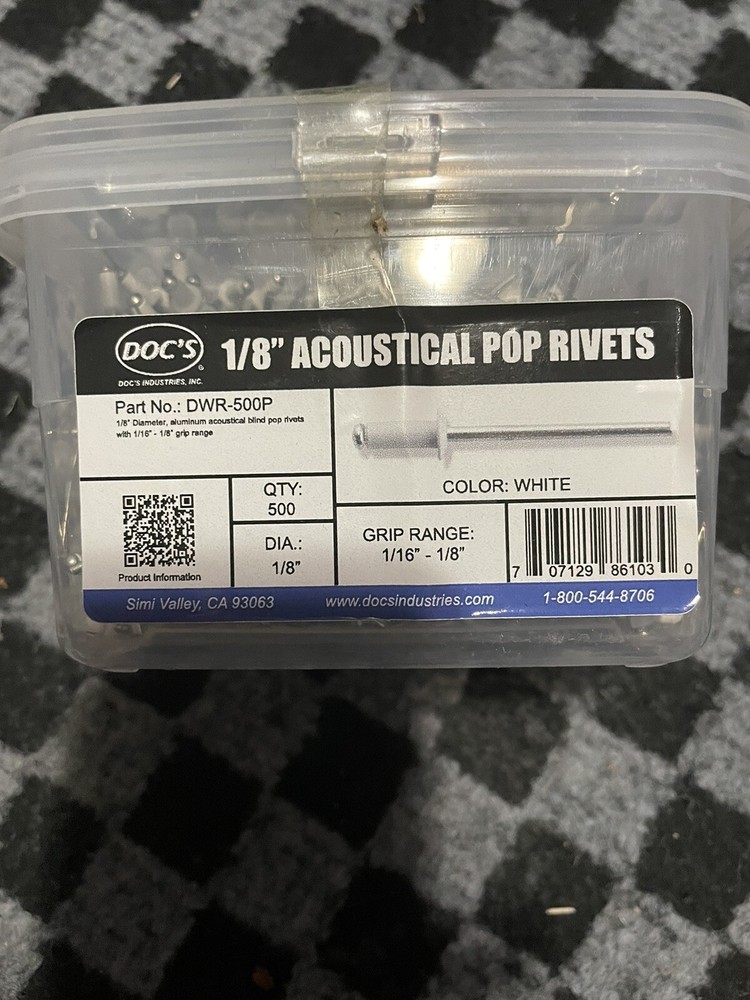 DOC'S
DOC'S INDUSTRIES, INC.
1/8” ACOUSTICAL POP RIVETS
Part No.: DWR-500P
1/8" Diameter, aluminum acoustical blind pop rivets
with 1/16" - 1/8" grip range
COLOR: WHITE
Product Information
QTY:
500
DIA.:
1/8”
GRIP RANGE:
1/16” - 1/8”
7 07129 86103 0
Simi Valley, CA 93063 www.docsindustries.com 1-800-544-8706